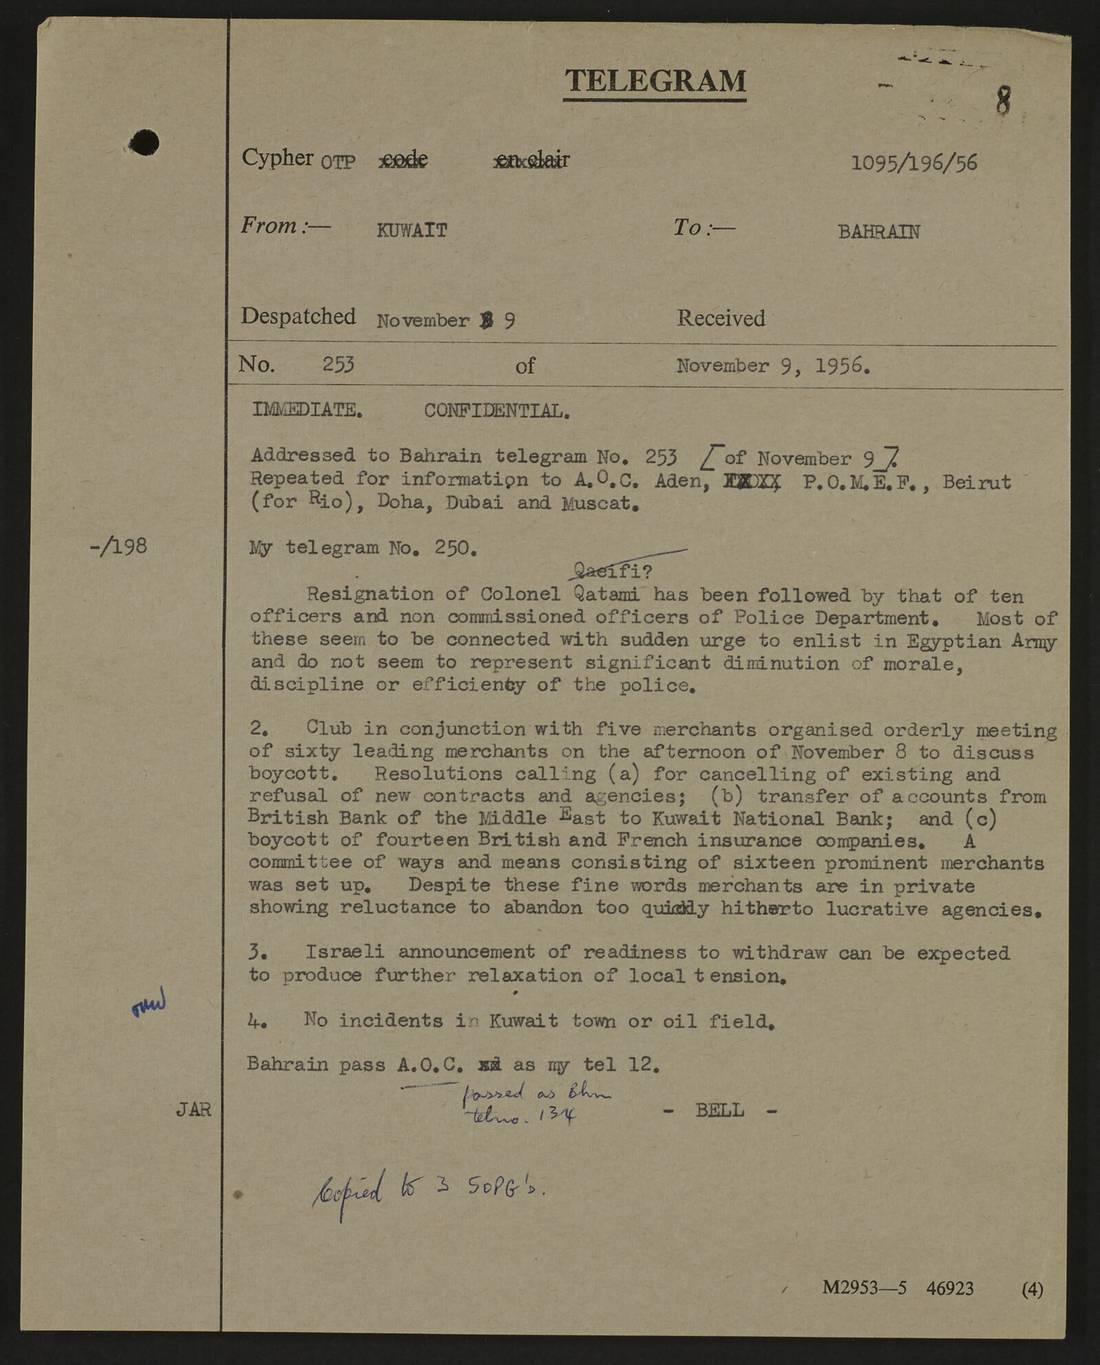 TELEGRAM
8
Cypher OTP code en clair 1095/196/56
From :— KUWAIT To :— BAHRAIN
Despatched November 8 9 Received
No. 253 of November 9, 1956.
IMMEDIATE. CONFIDENTIAL.
Addressed to Bahrain telegram No. 253 [of November 9].
Repeated for information to A.O.C. Aden, P.O.M.E.F., Beirut
(for Rio), Doha, Dubai and Muscat.
-/198 My telegram No. 250.
Qaeifi?
Resignation of Colonel Qatami has been followed by that of ten
officers and non commissioned officers of Police Department. Most of
these seem to be connected with sudden urge to enlist in Egyptian Army
and do not seem to represent significant diminution of morale,
discipline or efficiency of the police.
2. Club in conjunction with five merchants organised orderly meeting
of sixty leading merchants on the afternoon of November 8 to discuss
boycott. Resolutions calling (a) for cancelling of existing and
refusal of new contracts and agencies; (b) transfer of accounts from
British Bank of the Middle East to Kuwait National Bank; and (c)
boycott of fourteen British and French insurance companies. A
committee of ways and means consisting of sixteen prominent merchants
was set up. Despite these fine words merchants are in private
showing reluctance to abandon too quickly hitherto lucrative agencies.
3. Israeli announcement of readiness to withdraw can be expected
to produce further relaxation of local tension.
4. No incidents in Kuwait town or oil field.
Bahrain pass A.O.C. as my tel 12.
passed as Bhn
telno. 134
JAR - BELL -
Copied to 3 SOPG's.
M2953—5 46923 (4)